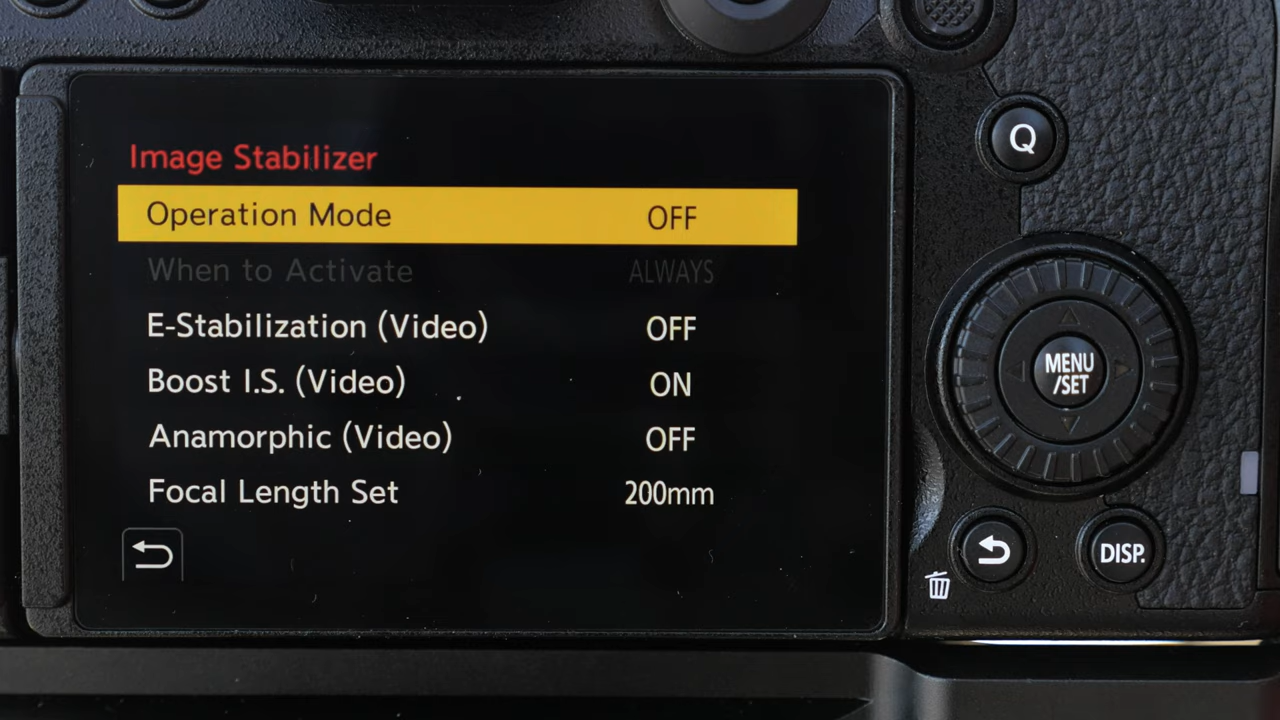 Image Stabilizer
Operation Mode OFF
When to Activate ALWAYS
E-Stabilization (Video) OFF
Boost I.S. (Video) ON
Anamorphic (Video) OFF
Focal Length Set 200mm
Q
MENU
/SET
DISP.